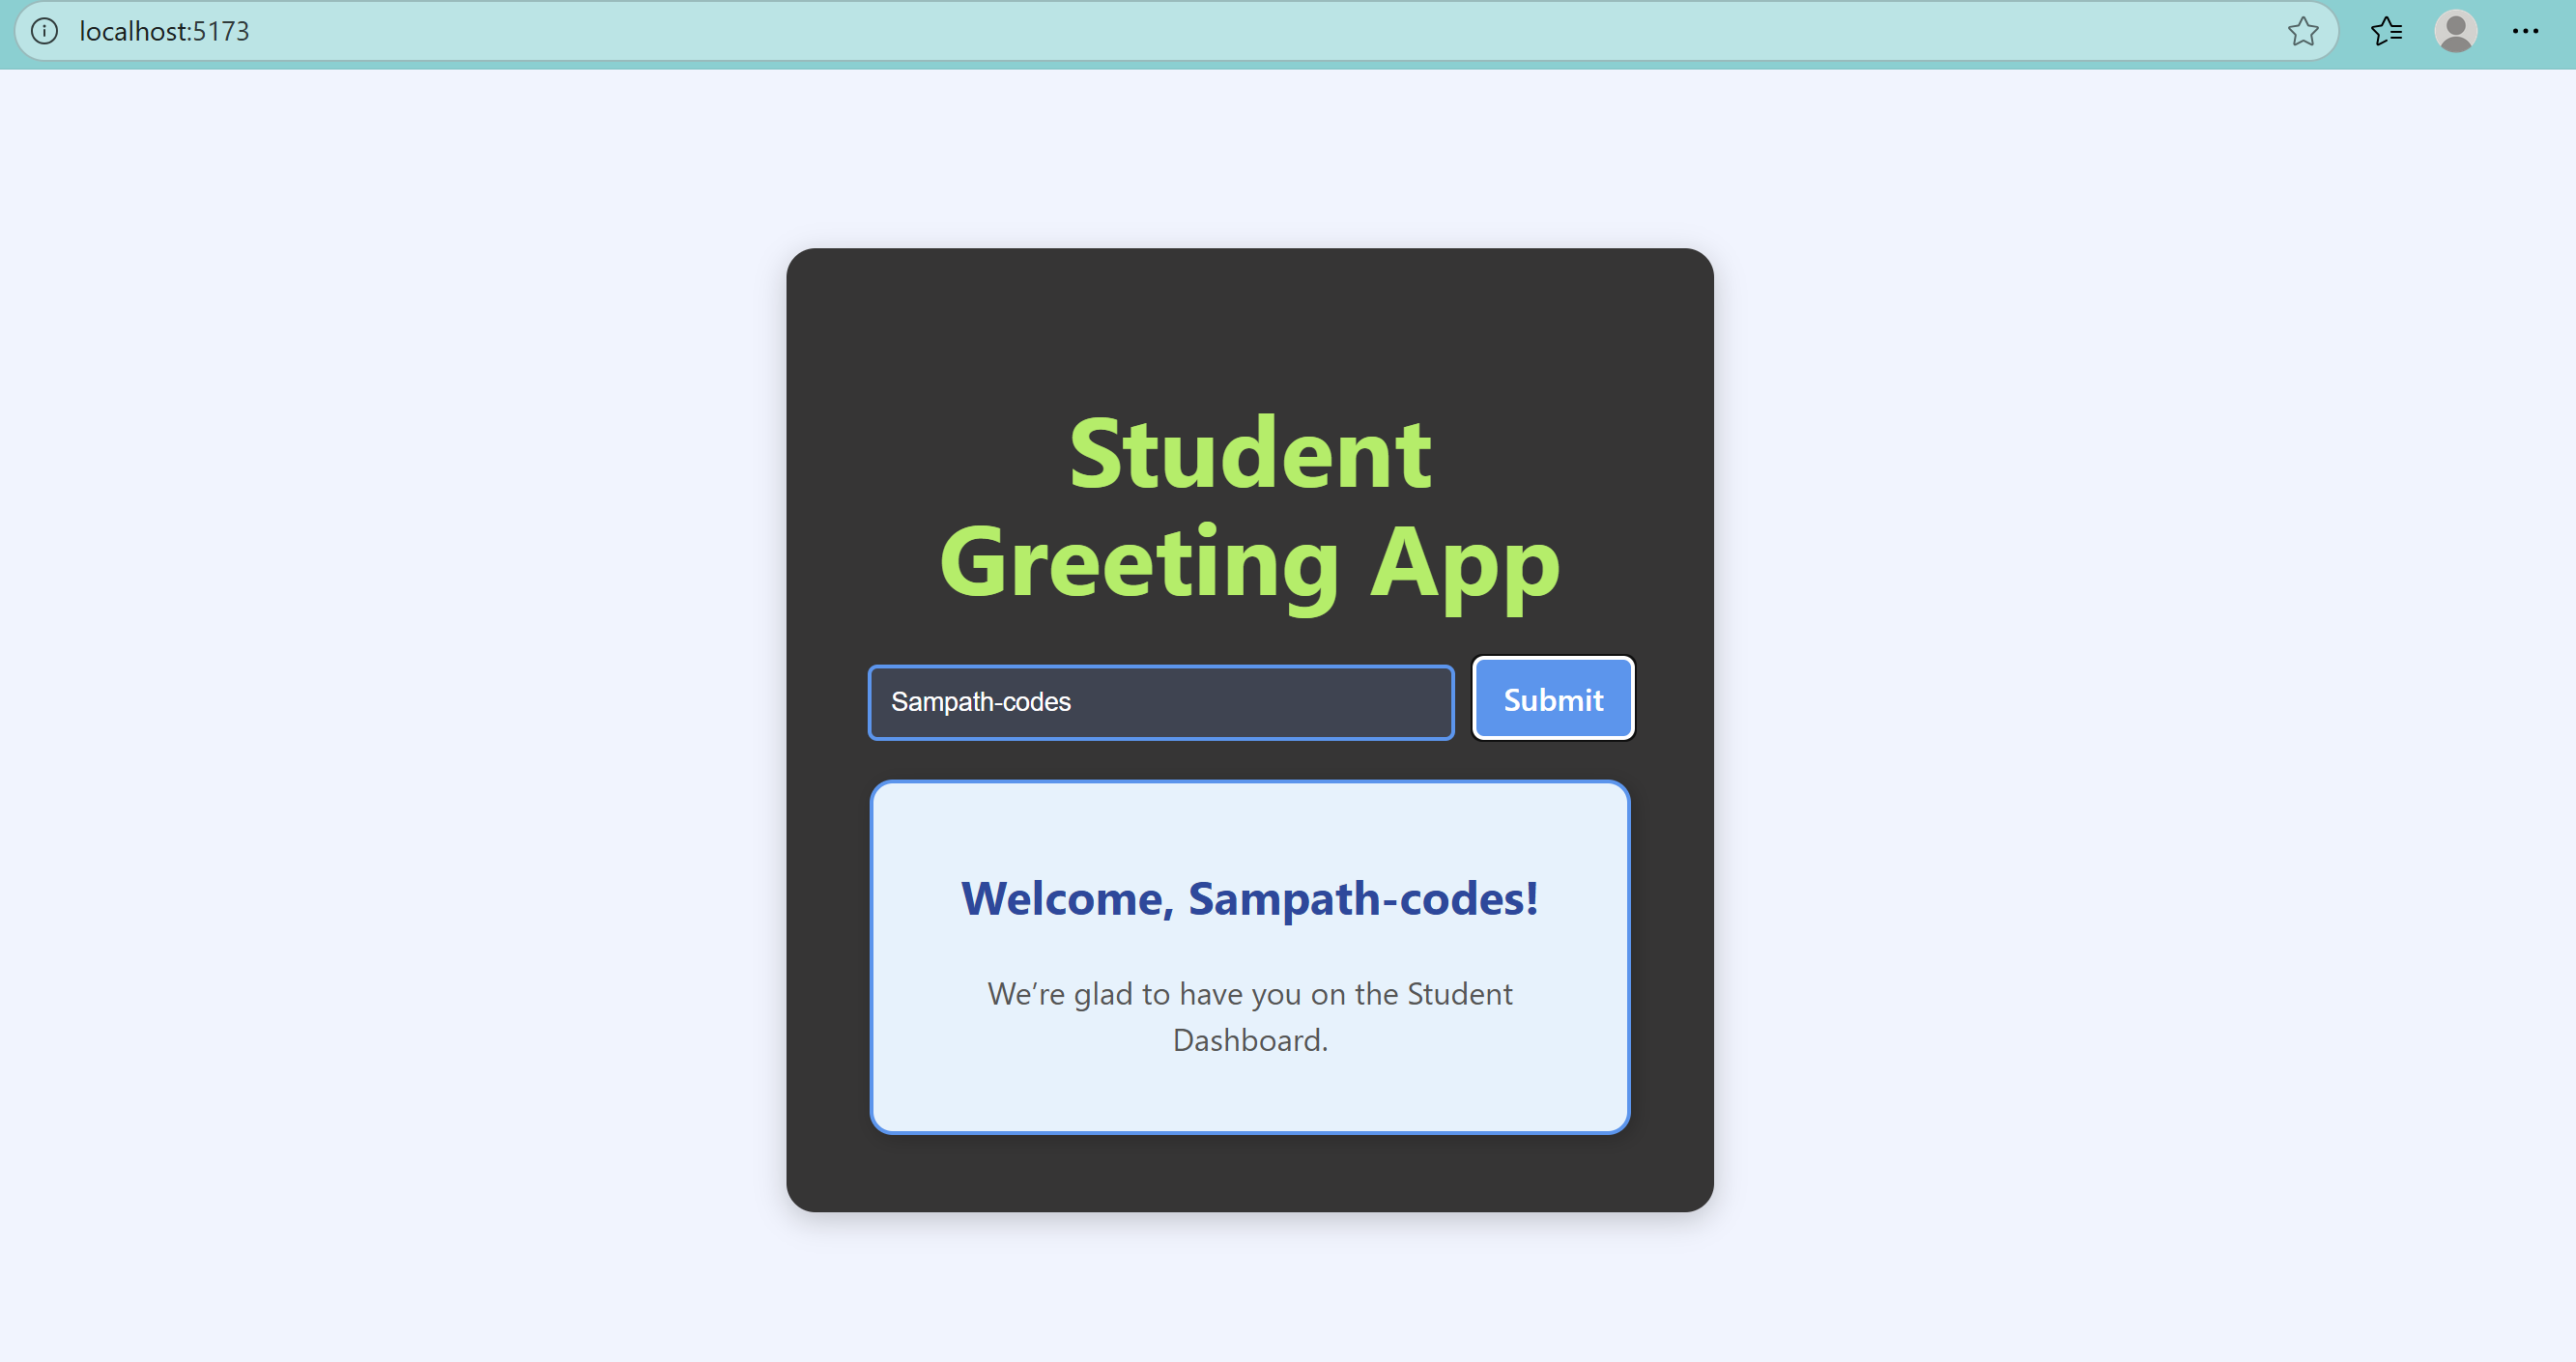 localhost:5173
Student
Greeting App
Sampath-codes
Submit
Welcome, Sampath-codes!
We’re glad to have you on the Student
Dashboard.